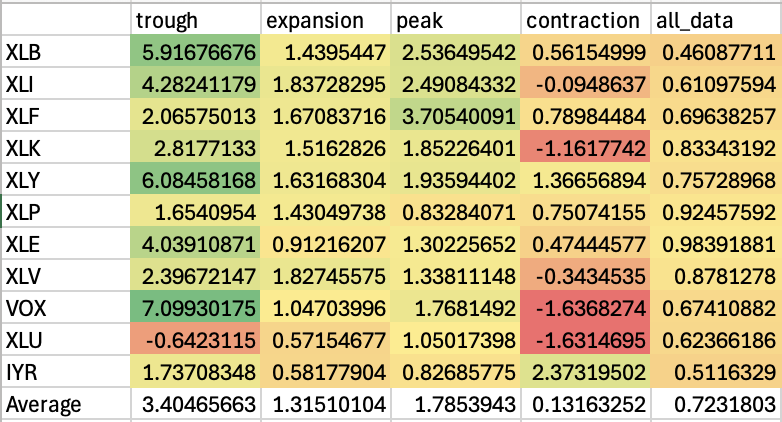 trough expansion peak contraction all_data
XLB 5.91676676 1.4395447 2.53649542 0.56154999 0.46087711
XLI 4.28241179 1.83728295 2.49084332 -0.0948637 0.61097594
XLF 2.06575013 1.67083716 3.70540091 0.78984484 0.69638257
XLK 2.8177133 1.5162826 1.85226401 -1.1617742 0.83343192
XLY 6.08458168 1.63168304 1.93594402 1.36656894 0.75728968
XLP 1.6540954 1.43049738 0.83284071 0.75074155 0.92457592
XLE 4.03910871 0.91216207 1.30225652 0.47444577 0.98391881
XLV 2.39672147 1.82745575 1.33811148 -0.3434535 0.8781278
VOX 7.09930175 1.04703996 1.7681492 -1.6368274 0.67410882
XLU -0.6423115 0.57154677 1.05017398 -1.6314695 0.62366186
IYR 1.73708348 0.58177904 0.82685775 2.37319502 0.5116329
Average 3.40465663 1.31510104 1.7853943 0.13163252 0.7231803